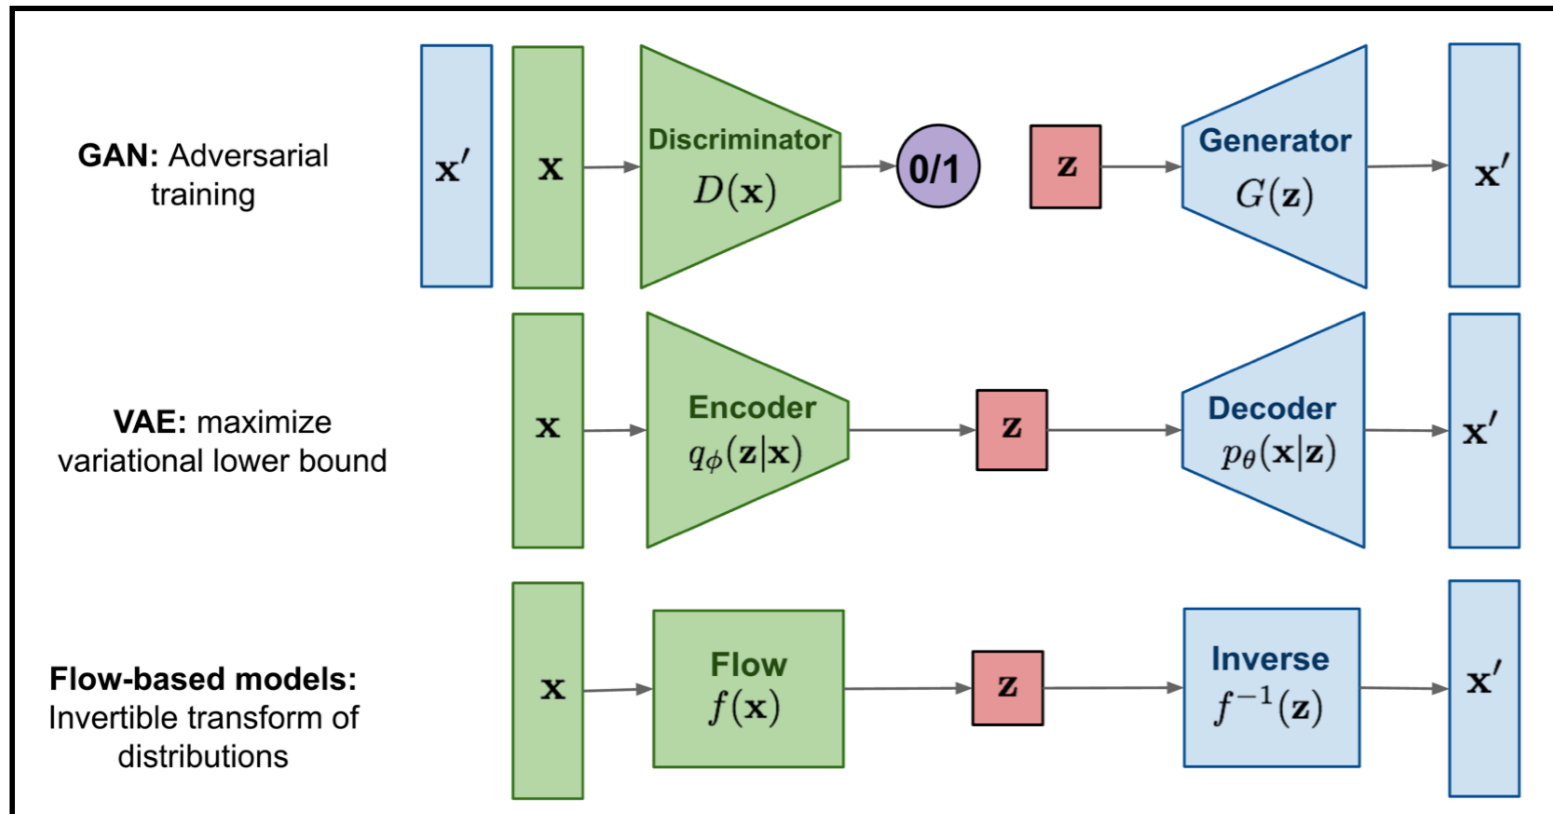 GAN: Adversarial
training
x′
x
Discriminator
D(x)
0/1
z
Generator
G(z)
x′
VAE: maximize
variational lower bound
x
Encoder
qϕ(z|x)
z
Decoder
pθ(x|z)
x′
Flow-based models:
Invertible transform of
distributions
x
Flow
f(x)
z
Inverse
f⁻¹(z)
x′